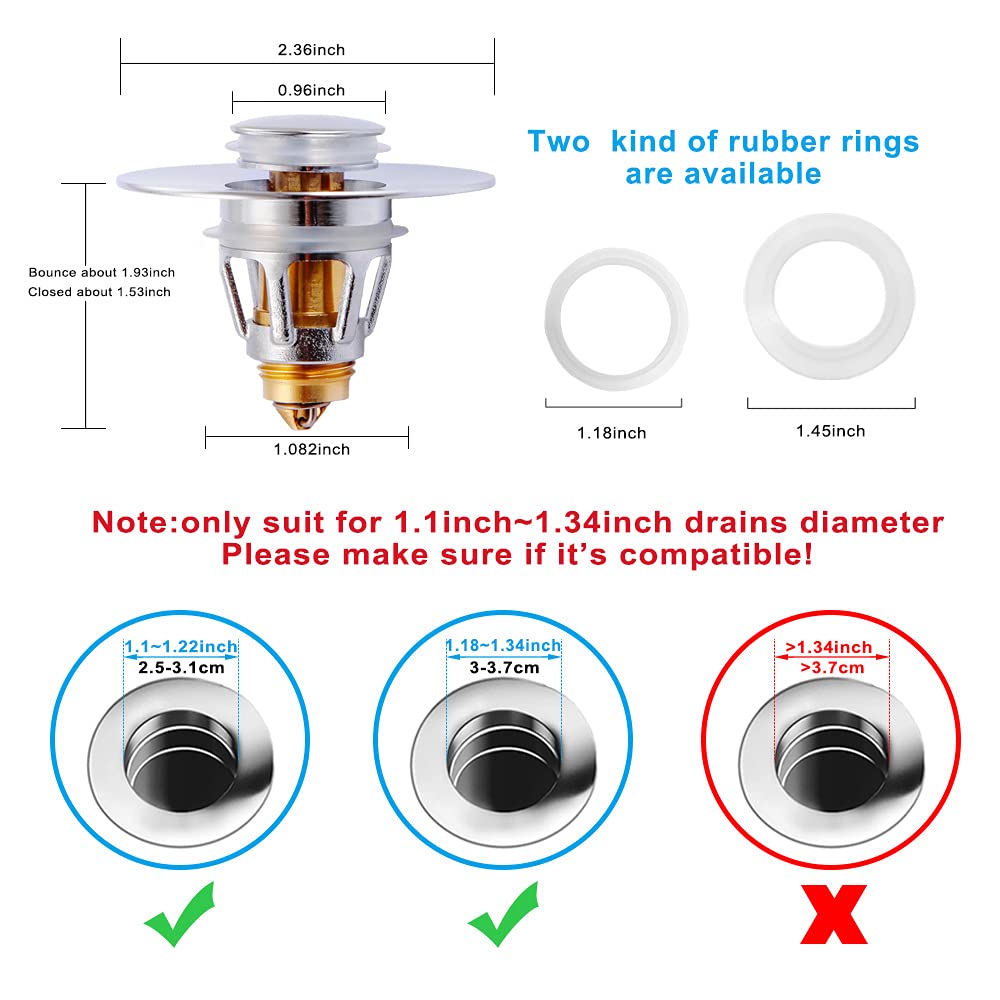 2.36inch
0.96inch
Two kind of rubber rings
are available
Bounce about 1.93inch
Closed about 1.53inch
1.082inch
1.18inch
1.45inch
Note:only suit for 1.1inch~1.34inch drains diameter
Please make sure if it's compatible!
1.1~1.22inch
2.5-3.1cm
1.18~1.34inch
3-3.7cm
>1.34inch
>3.7cm